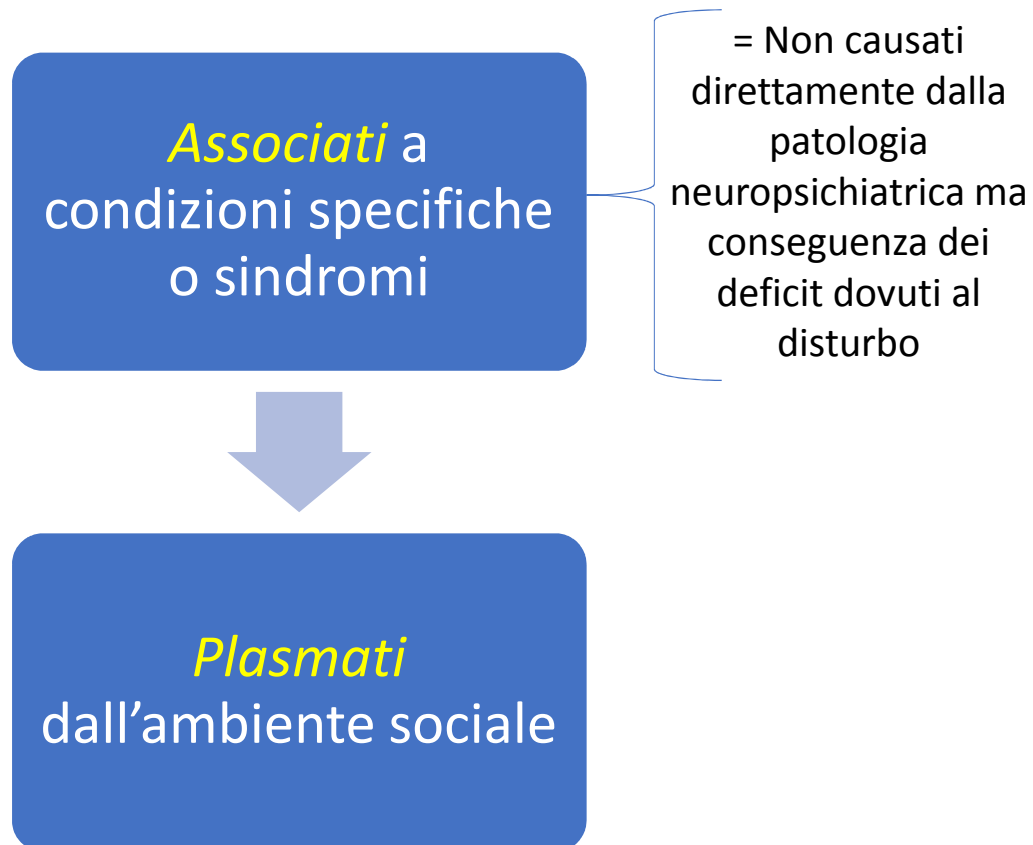 Associati a
condizioni specifiche
o sindromi
= Non causati
direttamente dalla
patologia
neuropsichiatrica ma
conseguenza dei
deficit dovuti al
disturbo
Plasmati
dall’ambiente sociale